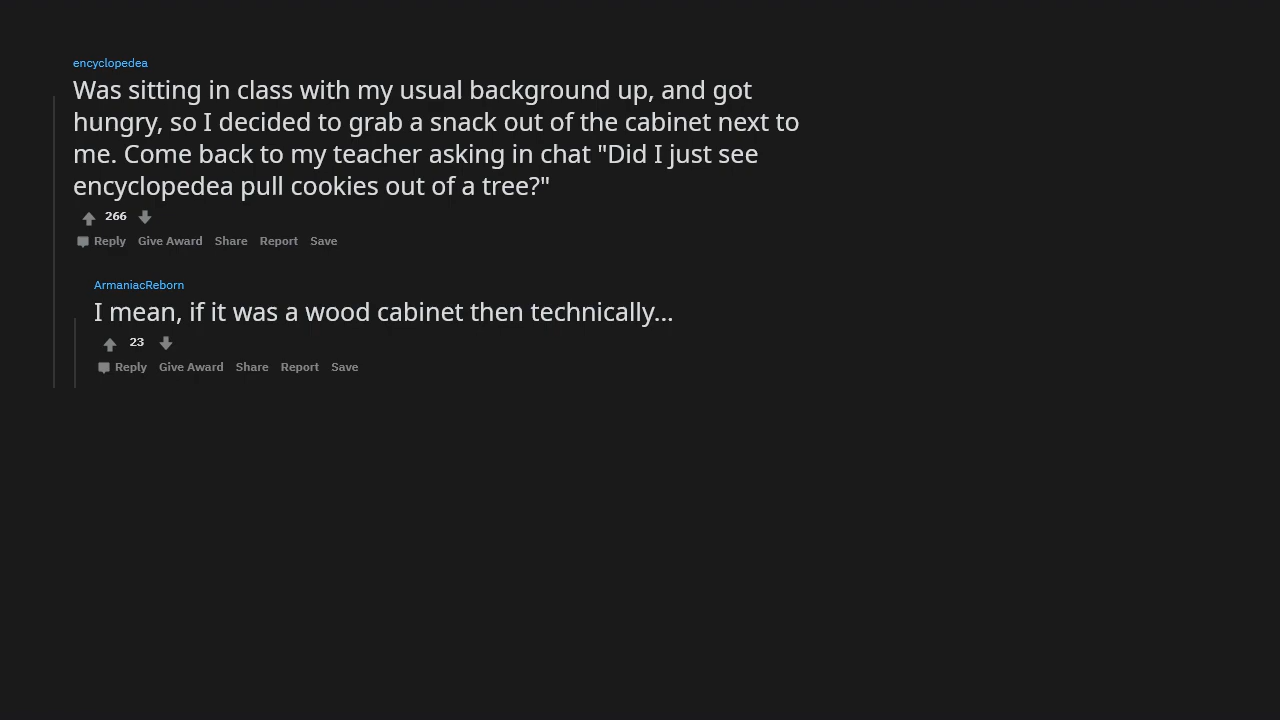 encyclopedea
Was sitting in class with my usual background up, and got
hungry, so I decided to grab a snack out of the cabinet next to
me. Come back to my teacher asking in chat "Did I just see
encyclopedea pull cookies out of a tree?"
266
Reply Give Award Share Report Save
ArmaniacReborn
I mean, if it was a wood cabinet then technically...
23
Reply Give Award Share Report Save